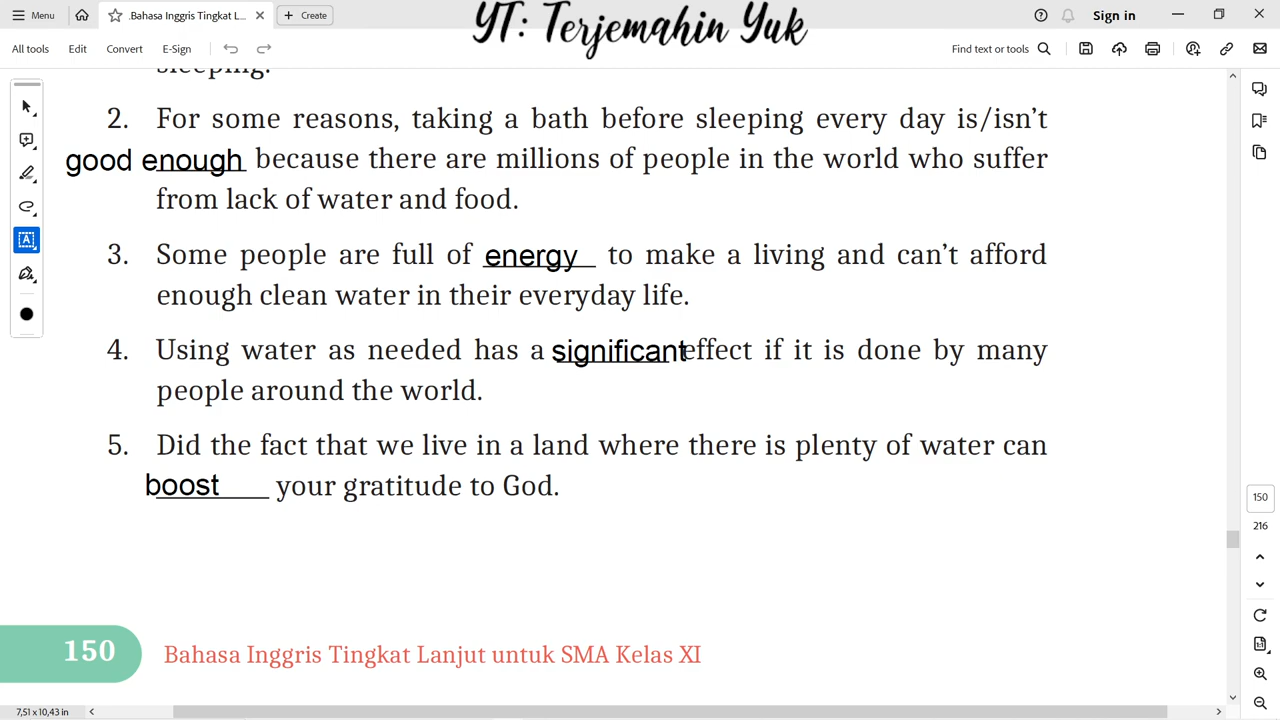 Menu
.Bahasa Inggris Tingkat L...
Create
YT: Terjemahin Yuk
Sign in
All tools Edit Convert E-Sign
Find text or tools
sleeping.
2. For some reasons, taking a bath before sleeping every day is/isn't
good enough because there are millions of people in the world who suffer
from lack of water and food.
3. Some people are full of energy to make a living and can't afford
enough clean water in their everyday life.
4. Using water as needed has a significant effect if it is done by many
people around the world.
5. Did the fact that we live in a land where there is plenty of water can
boost your gratitude to God.
150
216
150 Bahasa Inggris Tingkat Lanjut untuk SMA Kelas XI
7,51 x 10,43 in